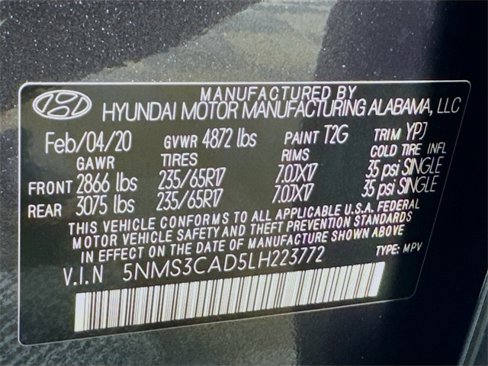 MANUFACTURED BY
HYUNDAI MOTOR MANUFACTURING ALABAMA, LLC
Feb/04/20 GVWR 4872 lbs PAINT T2G TRIM YPJ
GAWR TIRES RIMS COLD TIRE INFL
FRONT 2866 lbs 235/65R17 7.0JX17 35 psi SINGLE
REAR 3075 lbs 235/65R17 7.0JX17 35 psi SINGLE
THIS VEHICLE CONFORMS TO ALL APPLICABLE U.S.A. FEDERAL
MOTOR VEHICLE SAFETY AND THEFT PREVENTION STANDARDS
IN EFFECT ON THE DATE OF MANUFACTURE SHOWN ABOVE
V.I.N 5NMS3CAD5LH223772 TYPE: MPV